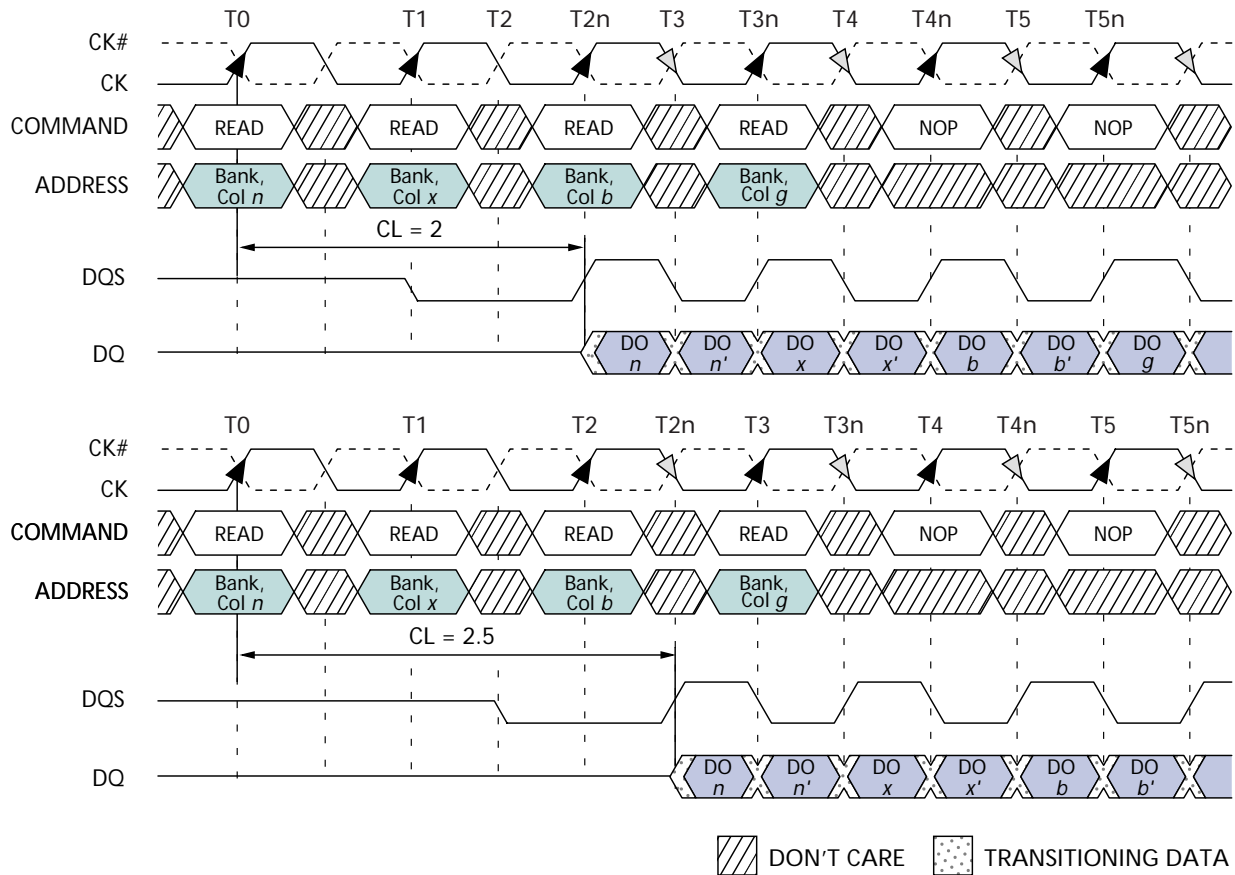 T0 T1 T2 T2n T3 T3n T4 T4n T5 T5n
CK#
CK
COMMAND READ READ READ READ NOP NOP
ADDRESS Bank, Col n Bank, Col x Bank, Col b Bank, Col g
CL = 2
DQS
DQ DO n DO n' DO x DO x' DO b DO b' DO g
T0 T1 T2 T2n T3 T3n T4 T4n T5 T5n
CK#
CK
COMMAND READ READ READ READ NOP NOP
ADDRESS Bank, Col n Bank, Col x Bank, Col b Bank, Col g
CL = 2.5
DQS
DQ DO n DO n' DO x DO x' DO b DO b'
DON'T CARE TRANSITIONING DATA